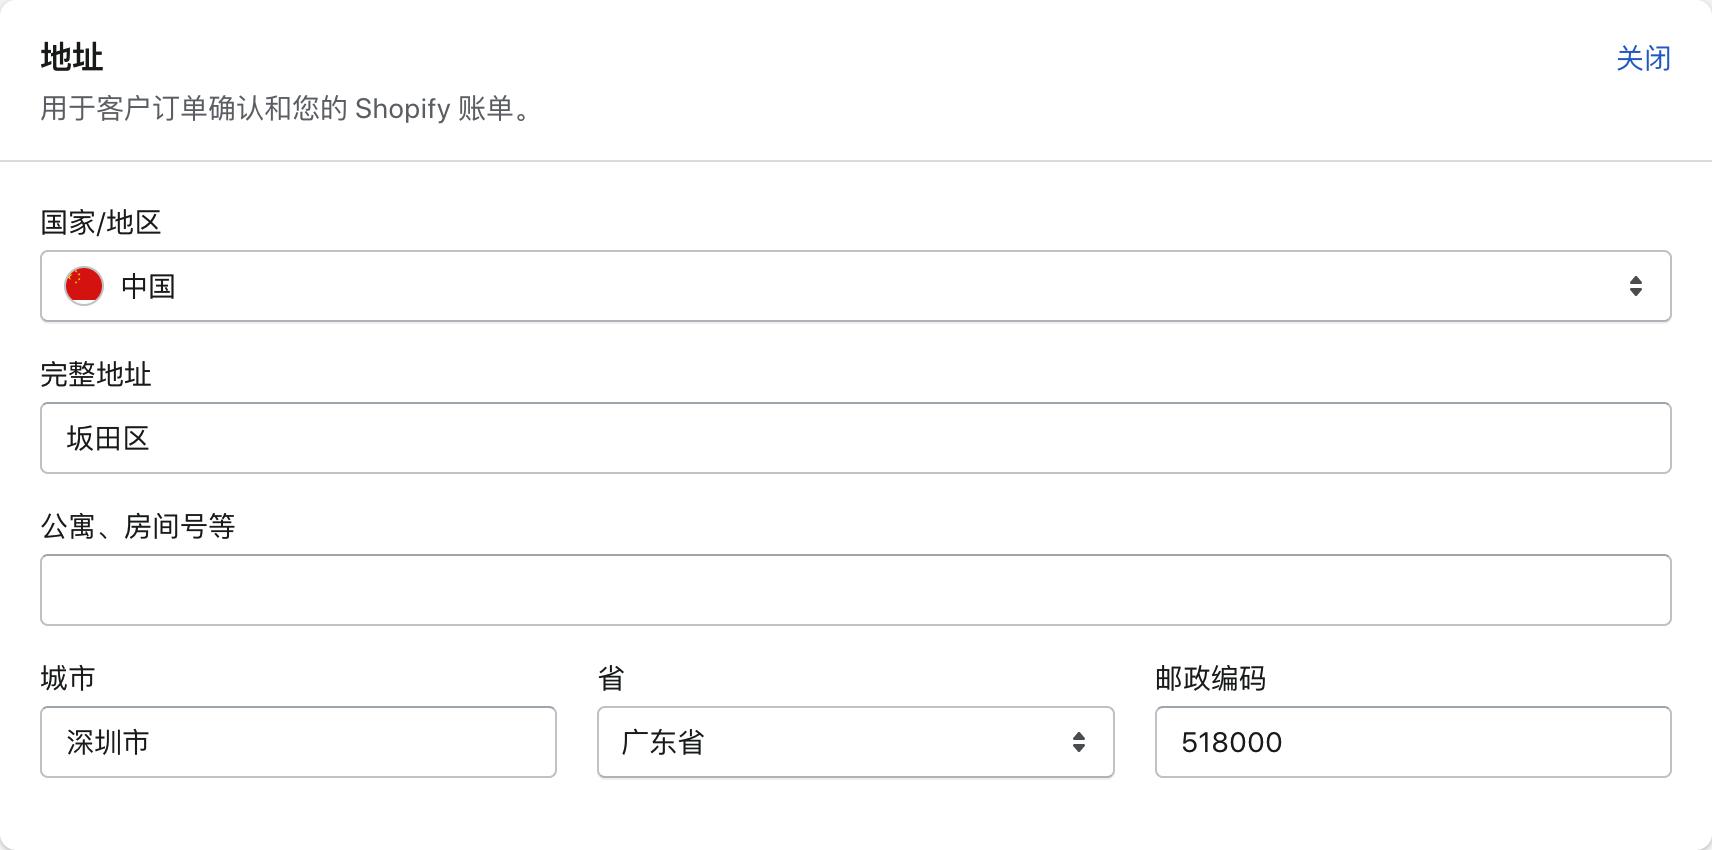 地址
关闭
用于客户订单确认和您的 Shopify 账单。
国家/地区
中国
完整地址
坂田区
公寓、房间号等
城市
省
邮政编码
深圳市
广东省
518000